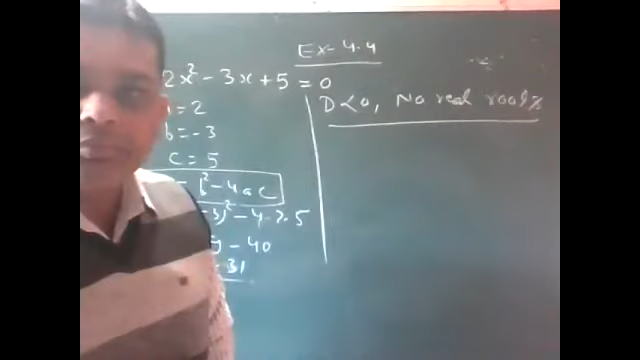 Ex- 4.4
2x² - 3x + 5 = 0
= 2
b = -3
c = 5
= b² - 4ac
-3)² - 4·2·5
9 - 40
- 31
D<0, No real roots